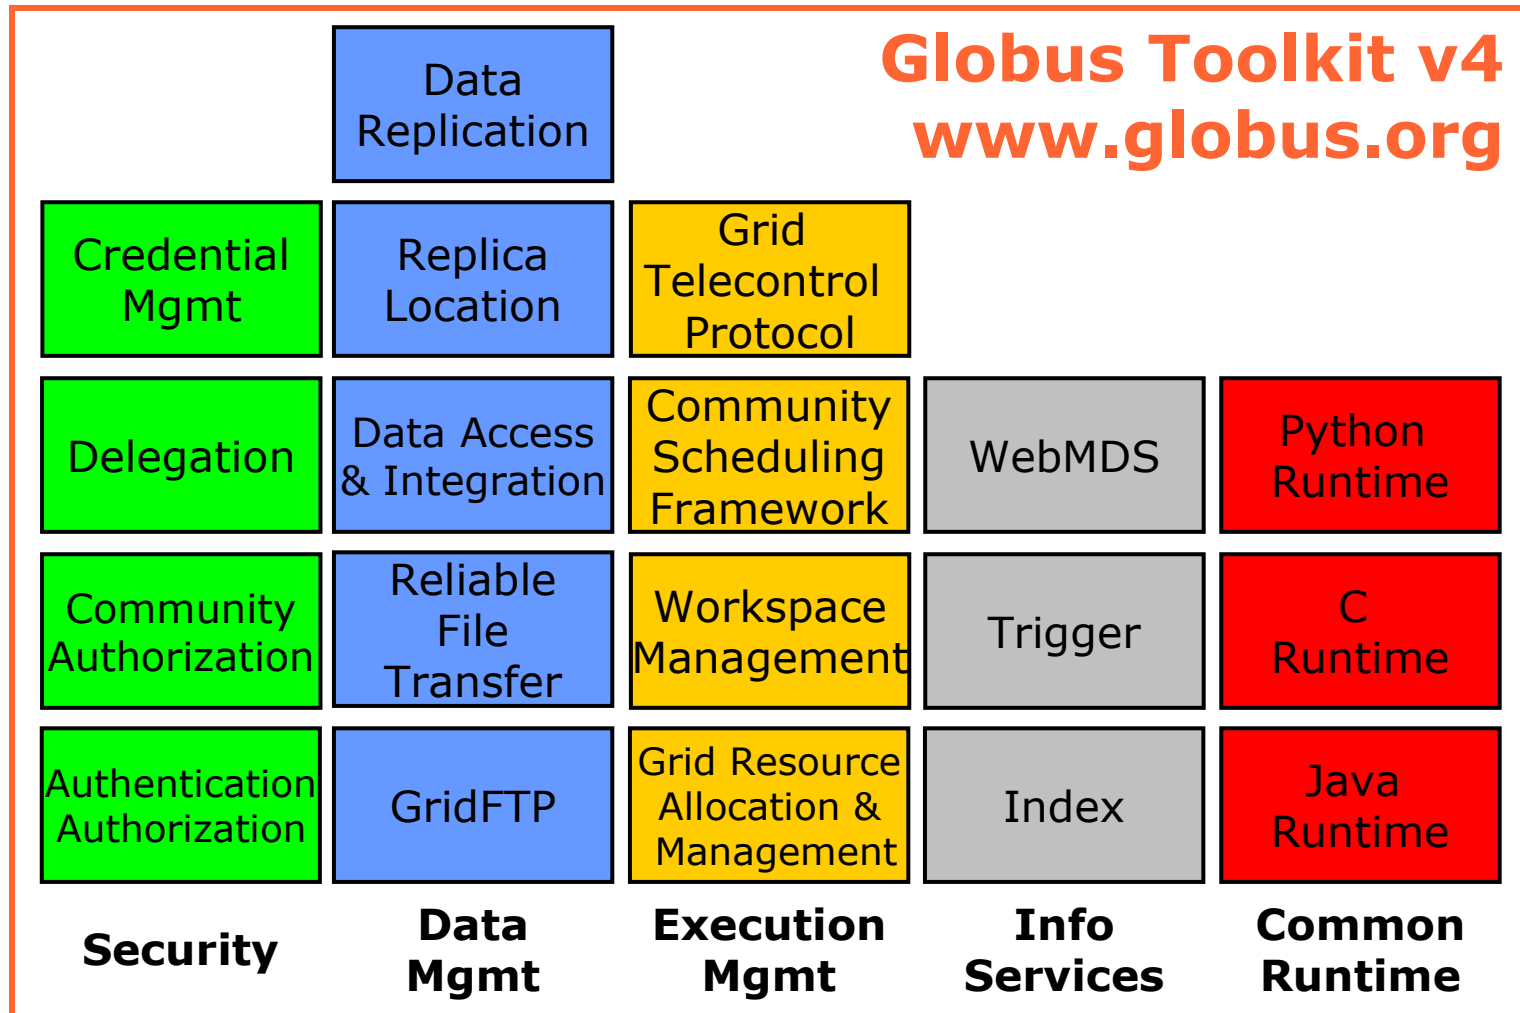 Globus Toolkit v4
www.globus.org
Data
Replication
Credential
Mgmt
Replica
Location
Grid
Telecontrol
Protocol
Delegation
Data Access
& Integration
Community
Scheduling
Framework
WebMDS
Python
Runtime
Community
Authorization
Reliable
File
Transfer
Workspace
Management
Trigger
C
Runtime
Authentication
Authorization
GridFTP
Grid Resource
Allocation &
Management
Index
Java
Runtime
Security
Data
Mgmt
Execution
Mgmt
Info
Services
Common
Runtime